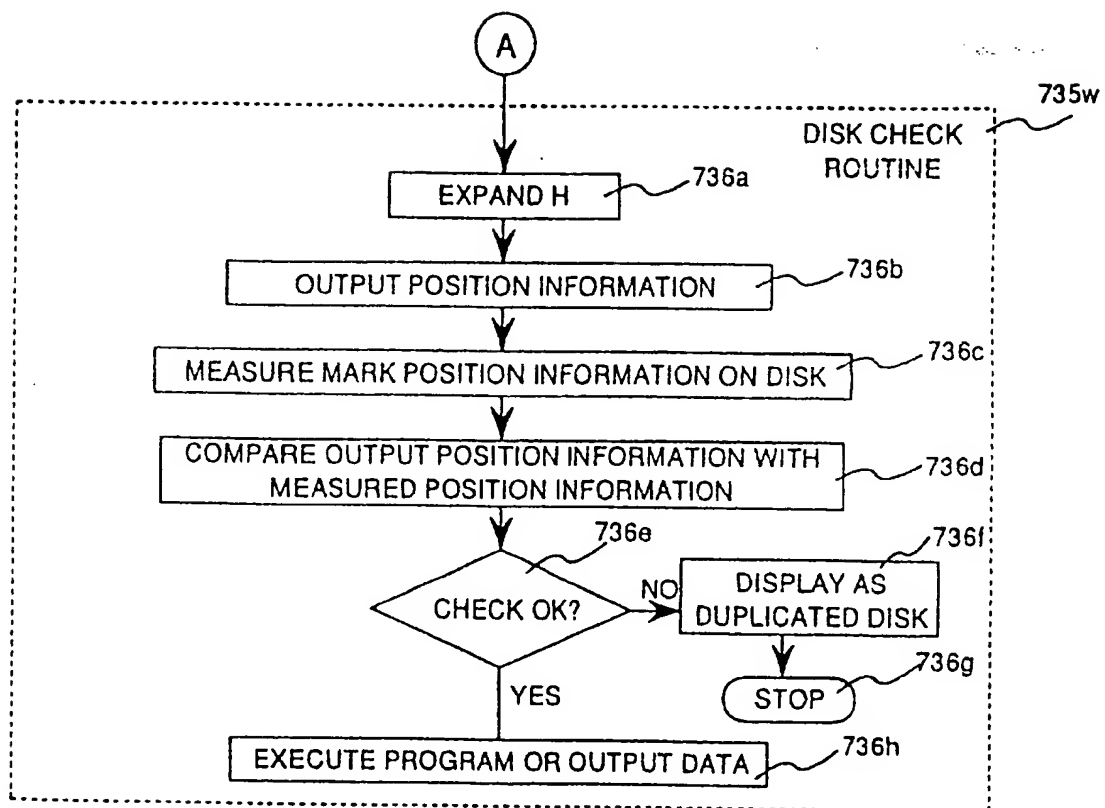 A
735w
DISK CHECK
ROUTINE
EXPAND H
736a
OUTPUT POSITION INFORMATION
736b
MEASURE MARK POSITION INFORMATION ON DISK
736c
COMPARE OUTPUT POSITION INFORMATION WITH
MEASURED POSITION INFORMATION
736d
736e
CHECK OK?
NO
736f
DISPLAY AS
DUPLICATED DISK
736g
STOP
YES
EXECUTE PROGRAM OR OUTPUT DATA
736h